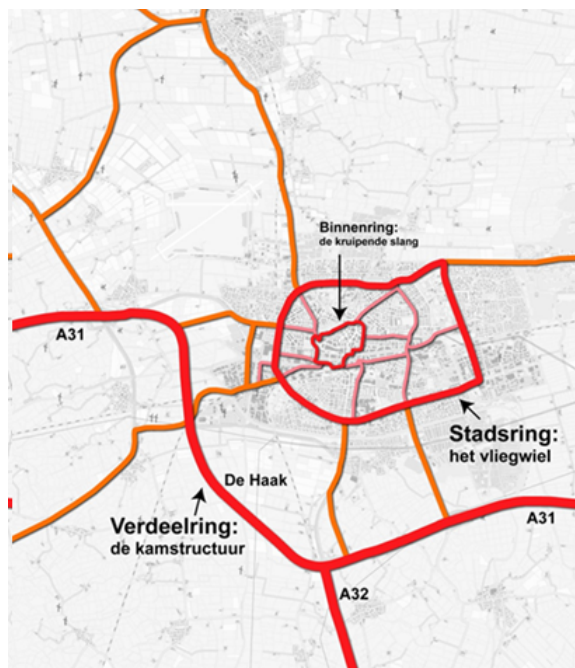 Binnenring:
de kruipende slang
A31
Stadsring:
het vliegwiel
De Haak
Verdeelring:
de kamstructuur
A31
A32